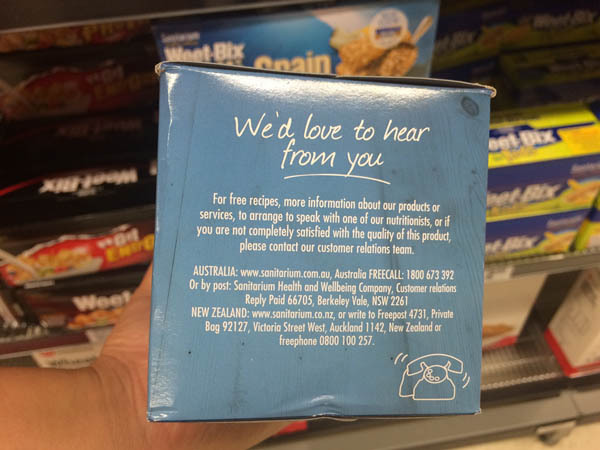 Weet-Bix
Grain
Weet-Bix
We'd love to hear
from you
For free recipes, more information about our products or
services, to arrange to speak with one of our nutritionists, or if
you are not completely satisfied with the quality of this product,
please contact our customer relations team.
AUSTRALIA: www.sanitarium.com.au, Australia FREECALL: 1800 673 392
Or by post: Sanitarium Health and Wellbeing Company, Customer relations
Reply Paid 66705, Berkeley Vale, NSW 2261
NEW ZEALAND: www.sanitarium.co.nz, or write to Freepost 4731, Private
Bag 92127, Victoria Street West, Auckland 1142, New Zealand or
freephone 0800 100 257.